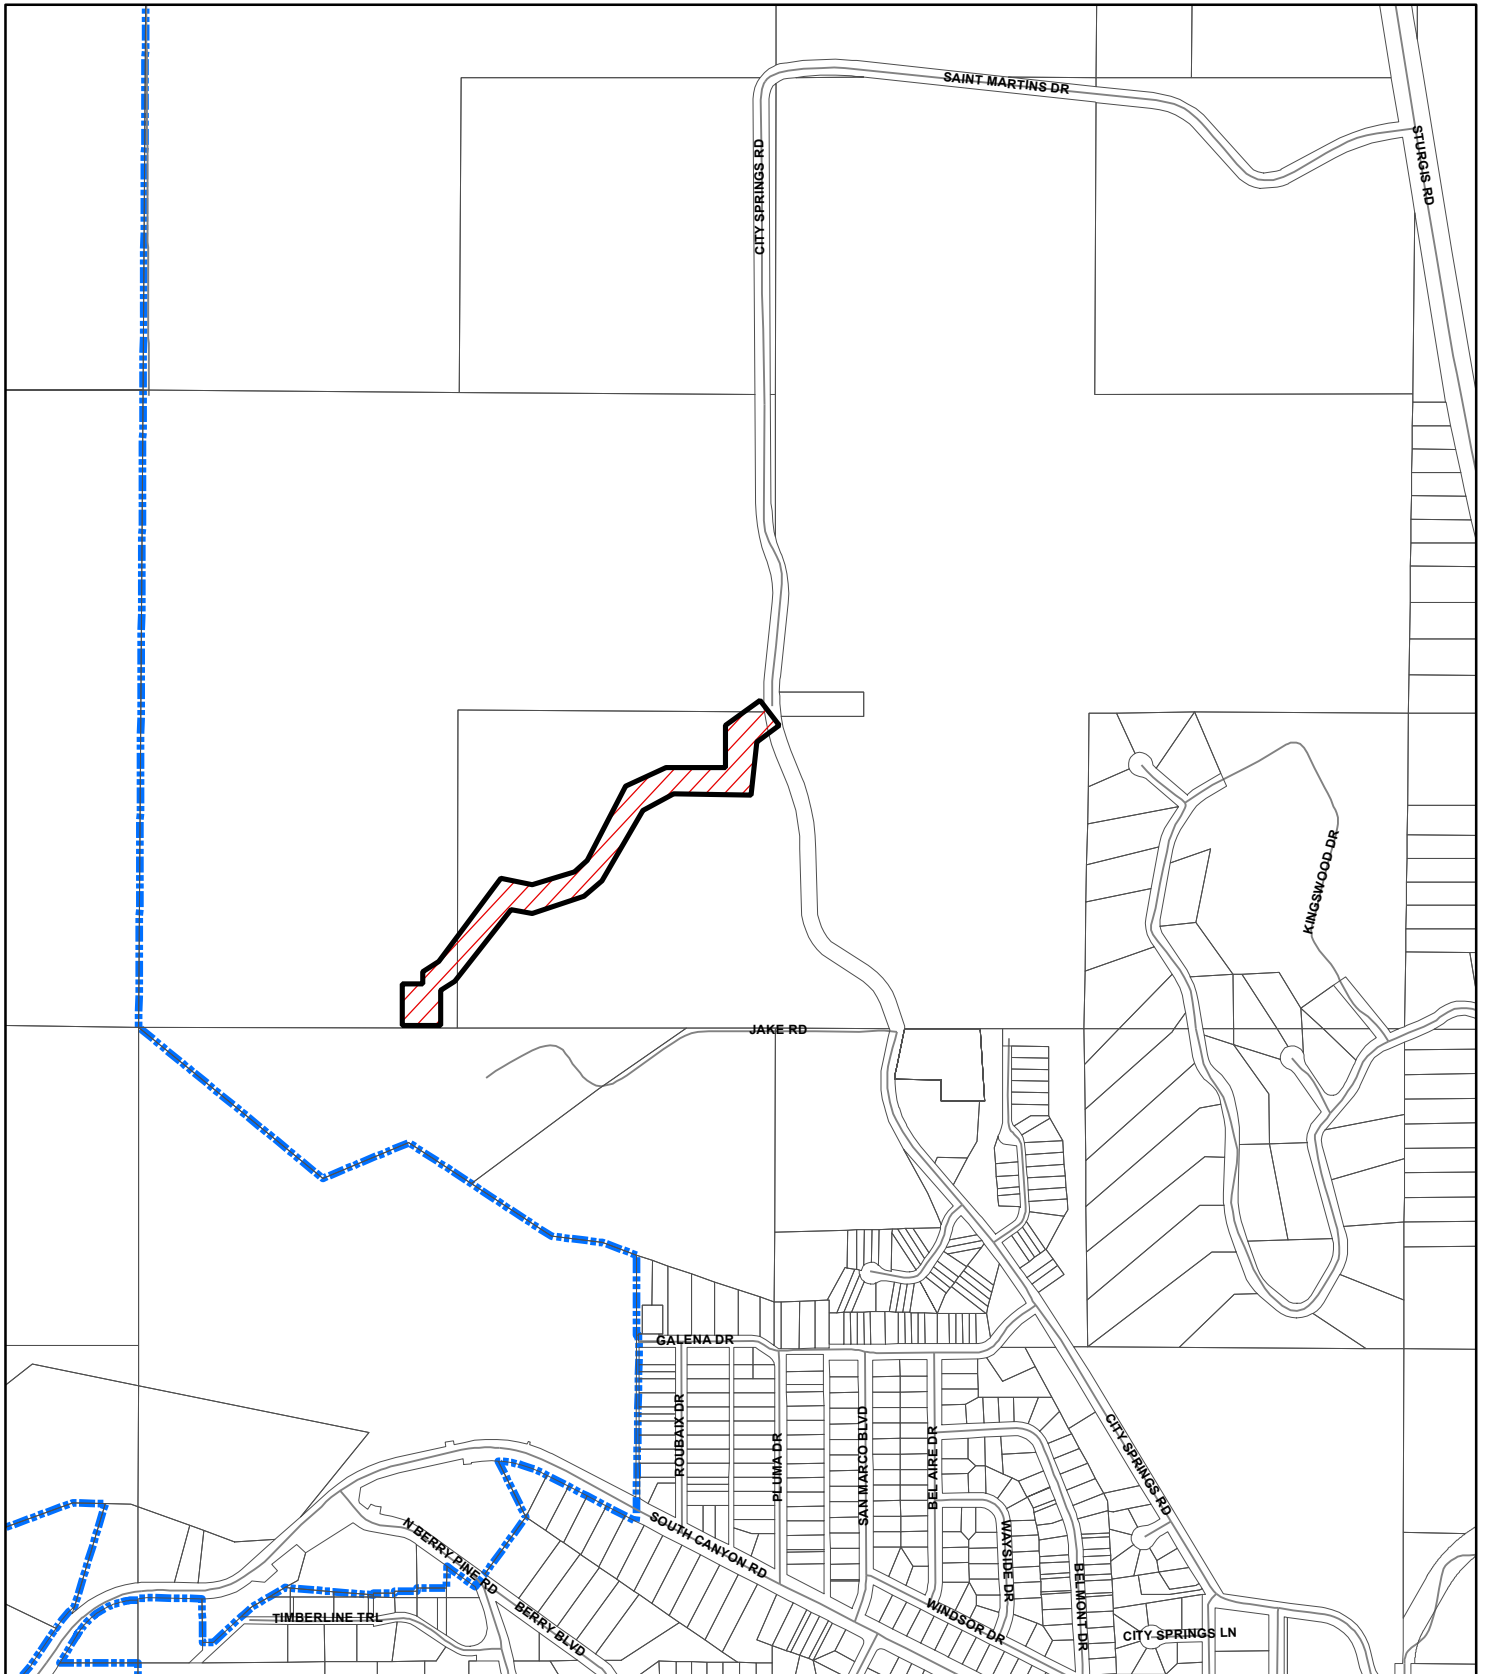 SAINT MARTINS DR
STURGIS RD
CITY SPRINGS RD
KINGSWOOD DR
JAKE RD
GALENA DR
ROUBAIX DR
PLUMA DR
SAN MARCO BLVD
BEL AIRE DR
CITY SPRINGS RD
SOUTH CANYON RD
N BERRY PINE RD
WAYSIDE DR
BELMONT DR
WINDSOR DR
TIMBERLINE TRL
BERRY BLVD
CITY SPRINGS LN